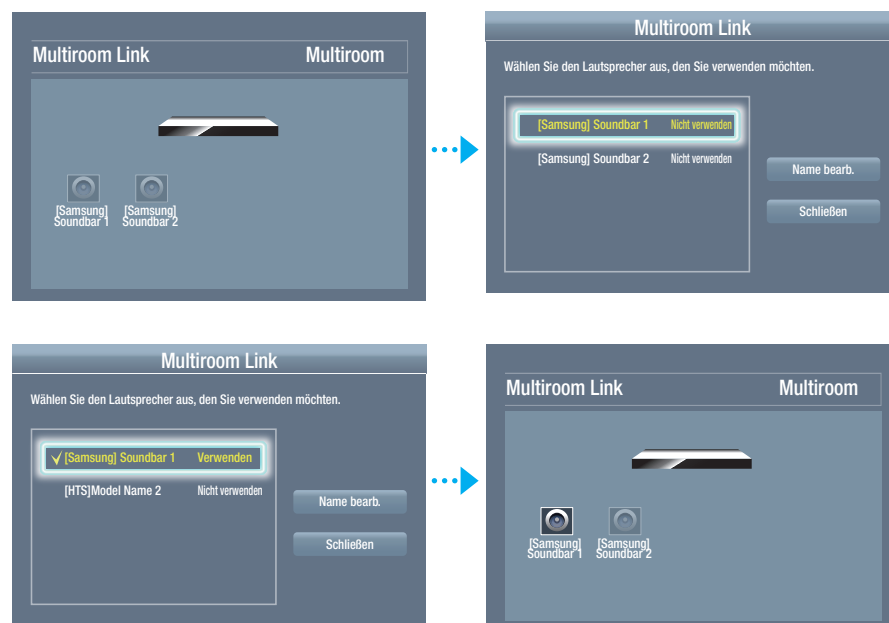 Multiroom Link Multiroom
[Samsung] Soundbar 1
[Samsung] Soundbar 2
Multiroom Link
Wählen Sie den Lautsprecher aus, den Sie verwenden möchten.
[Samsung] Soundbar 1 Nicht verwenden
[Samsung] Soundbar 2 Nicht verwenden
Name bearb.
Schließen
Multiroom Link
Wählen Sie den Lautsprecher aus, den Sie verwenden möchten.
[Samsung] Soundbar 1 Verwenden
[HTS]Model Name 2 Nicht verwenden
Name bearb.
Schließen
Multiroom Link Multiroom
[Samsung] Soundbar 1
[Samsung] Soundbar 2